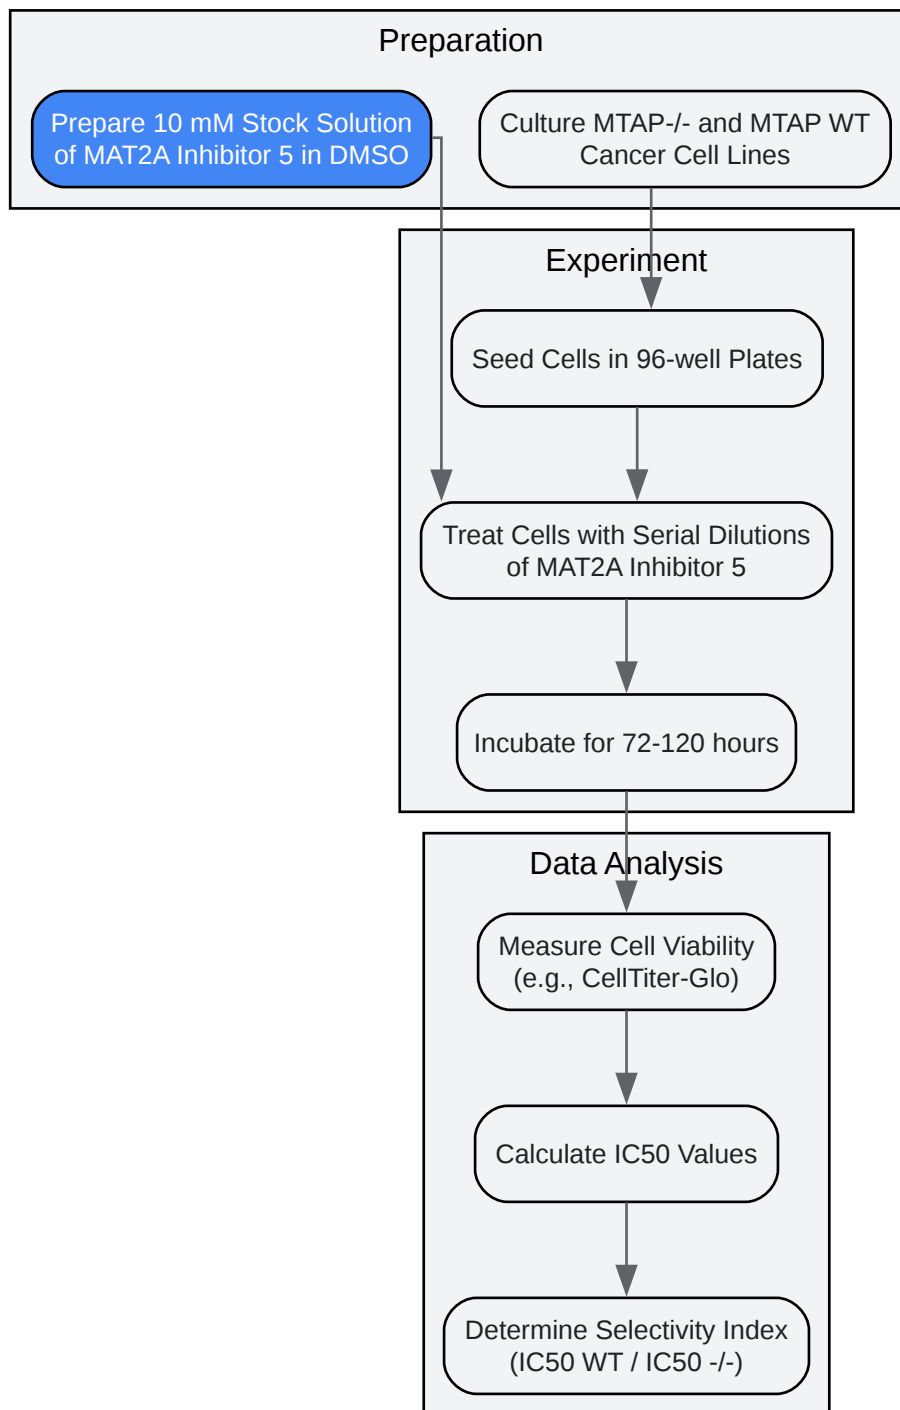 Preparation
Prepare 10 mM Stock Solution
of MAT2A Inhibitor 5 in DMSO
Culture MTAP-/- and MTAP WT
Cancer Cell Lines
Experiment
Seed Cells in 96-well Plates
Treat Cells with Serial Dilutions
of MAT2A Inhibitor 5
Incubate for 72-120 hours
Data Analysis
Measure Cell Viability
(e.g., CellTiter-Glo)
Calculate IC50 Values
Determine Selectivity Index
(IC50 WT / IC50 -/-)